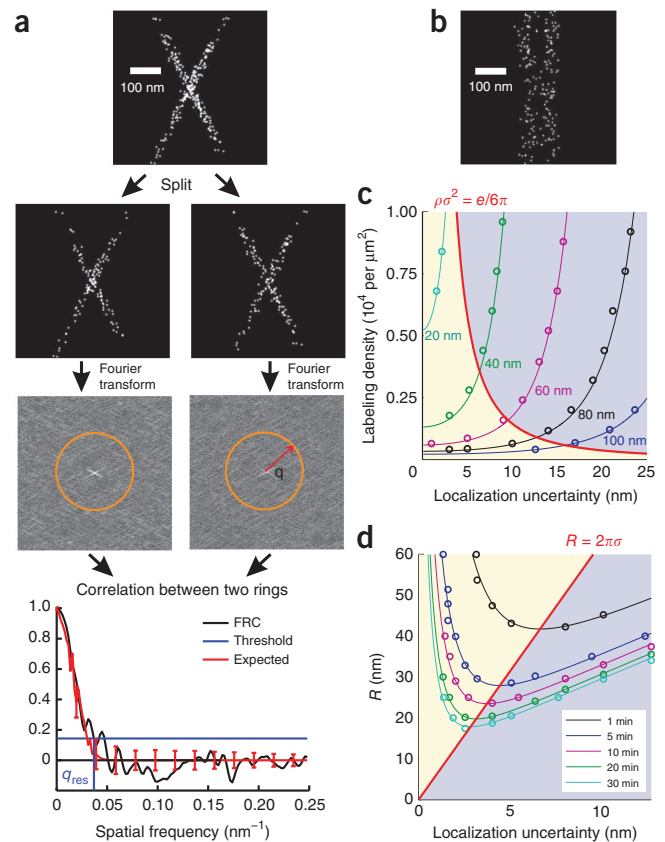 a
100 nm
Split
Fourier
transform
Fourier
transform
q
Correlation between two rings
1.0
0.8
0.6
0.4
0.2
0
FRC
Threshold
Expected
qres
0
0.05
0.10
0.15
0.20
0.25
Spatial frequency (nm⁻¹)
b
100 nm
c
ρσ² = e/6π
Labeling density (10⁴ per μm²)
1.00
0.75
0.50
0.25
20 nm
40 nm
60 nm
80 nm
100 nm
0
5
10
15
20
25
Localization uncertainty (nm)
d
R = 2πσ
R (nm)
60
50
40
30
20
10
0
1 min
5 min
10 min
20 min
30 min
0
5
10
Localization uncertainty (nm)